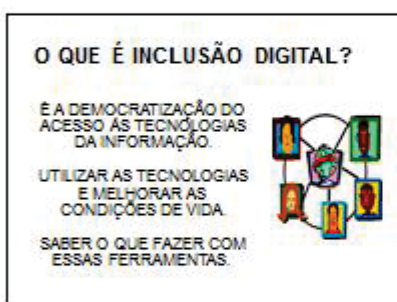 O QUE É INCLUSÃO DIGITAL?
É A DEMOCRATIZAÇÃO DO
ACESSO ÀS TECNOLOGIAS
DA INFORMAÇÃO.
UTILIZAR AS TECNOLOGIAS
E MELHORAR AS
CONDIÇÕES DE VIDA.
SABER O QUE FAZER COM
ESSAS FERRAMENTAS.